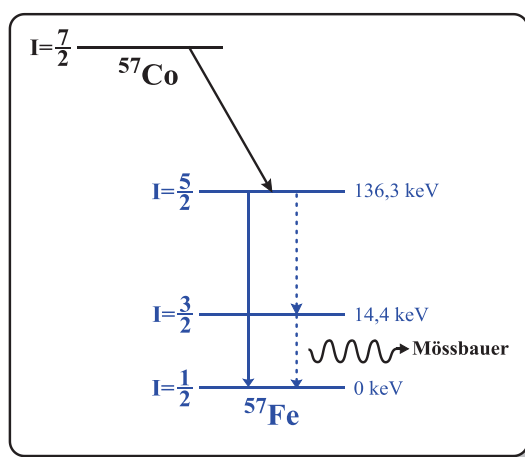 I=7/2
⁵⁷Co
I=5/2 136,3 keV
I=3/2 14,4 keV
Mössbauer
I=1/2 0 keV
⁵⁷Fe